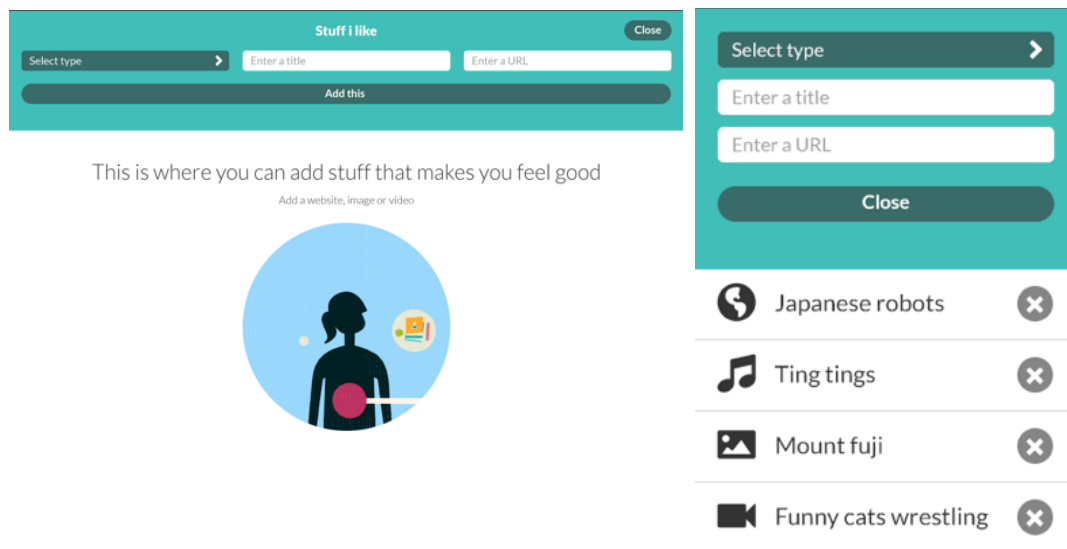 Stuff i like
Close
Select type
Enter a title
Enter a URL
Add this
This is where you can add stuff that makes you feel good
Add a website, image or video
Select type
Enter a title
Enter a URL
Close
Japanese robots
Ting tings
Mount fuji
Funny cats wrestling